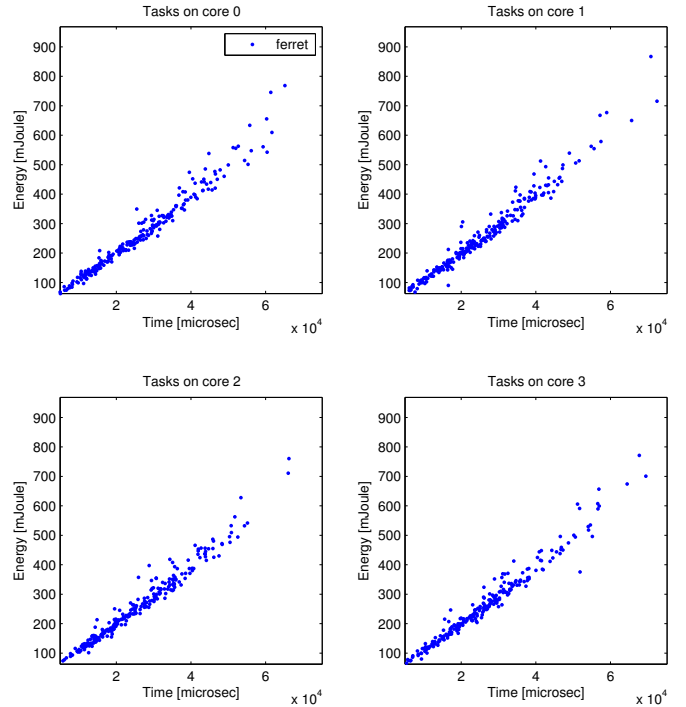 Tasks on core 0
ferret
900
800
700
600
500
400
300
200
100
Energy [mJoule]
2 4 6
Time [microsec]
x 10^4
Tasks on core 1
900
800
700
600
500
400
300
200
100
Energy [mJoule]
2 4 6
Time [microsec]
x 10^4
Tasks on core 2
900
800
700
600
500
400
300
200
100
Energy [mJoule]
2 4 6
Time [microsec]
x 10^4
Tasks on core 3
900
800
700
600
500
400
300
200
100
Energy [mJoule]
2 4 6
Time [microsec]
x 10^4